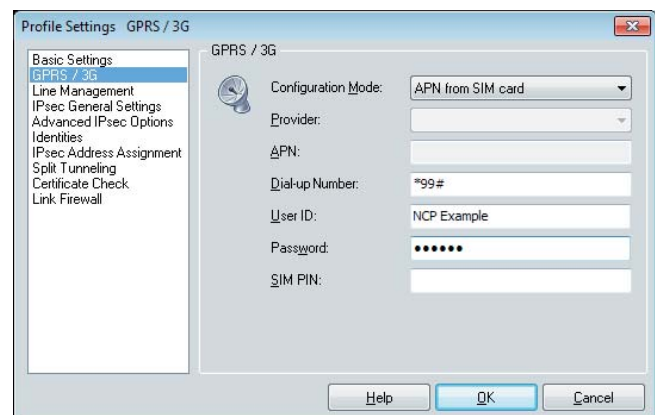 Profile Settings GPRS / 3G
Basic Settings
GPRS / 3G
Line Management
IPsec General Settings
Advanced IPsec Options
Identities
IPsec Address Assignment
Split Tunneling
Certificate Check
Link Firewall
GPRS / 3G
Configuration Mode: APN from SIM card
Provider:
APN:
Dial-up Number: *99#
User ID: NCP Example
Password: ●●●●●●
SIM PIN:
Help OK Cancel